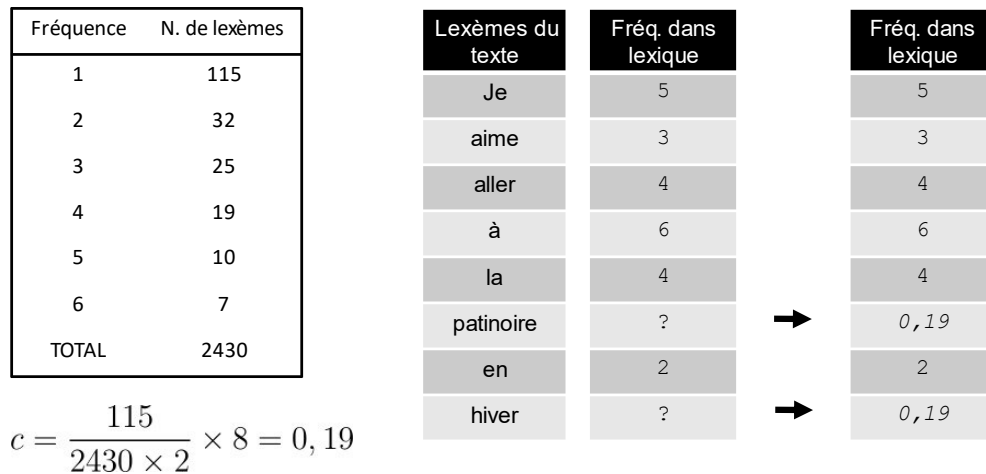 Fréquence N. de lexèmes
1 115
2 32
3 25
4 19
5 10
6 7
TOTAL 2430
c = 115 / (2430 × 2) × 8 = 0, 19
Lexèmes du texte Fréq. dans lexique Fréq. dans lexique
Je 5 5
aime 3 3
aller 4 4
à 6 6
la 4 4
patinoire ? → 0,19
en 2 2
hiver ? → 0,19